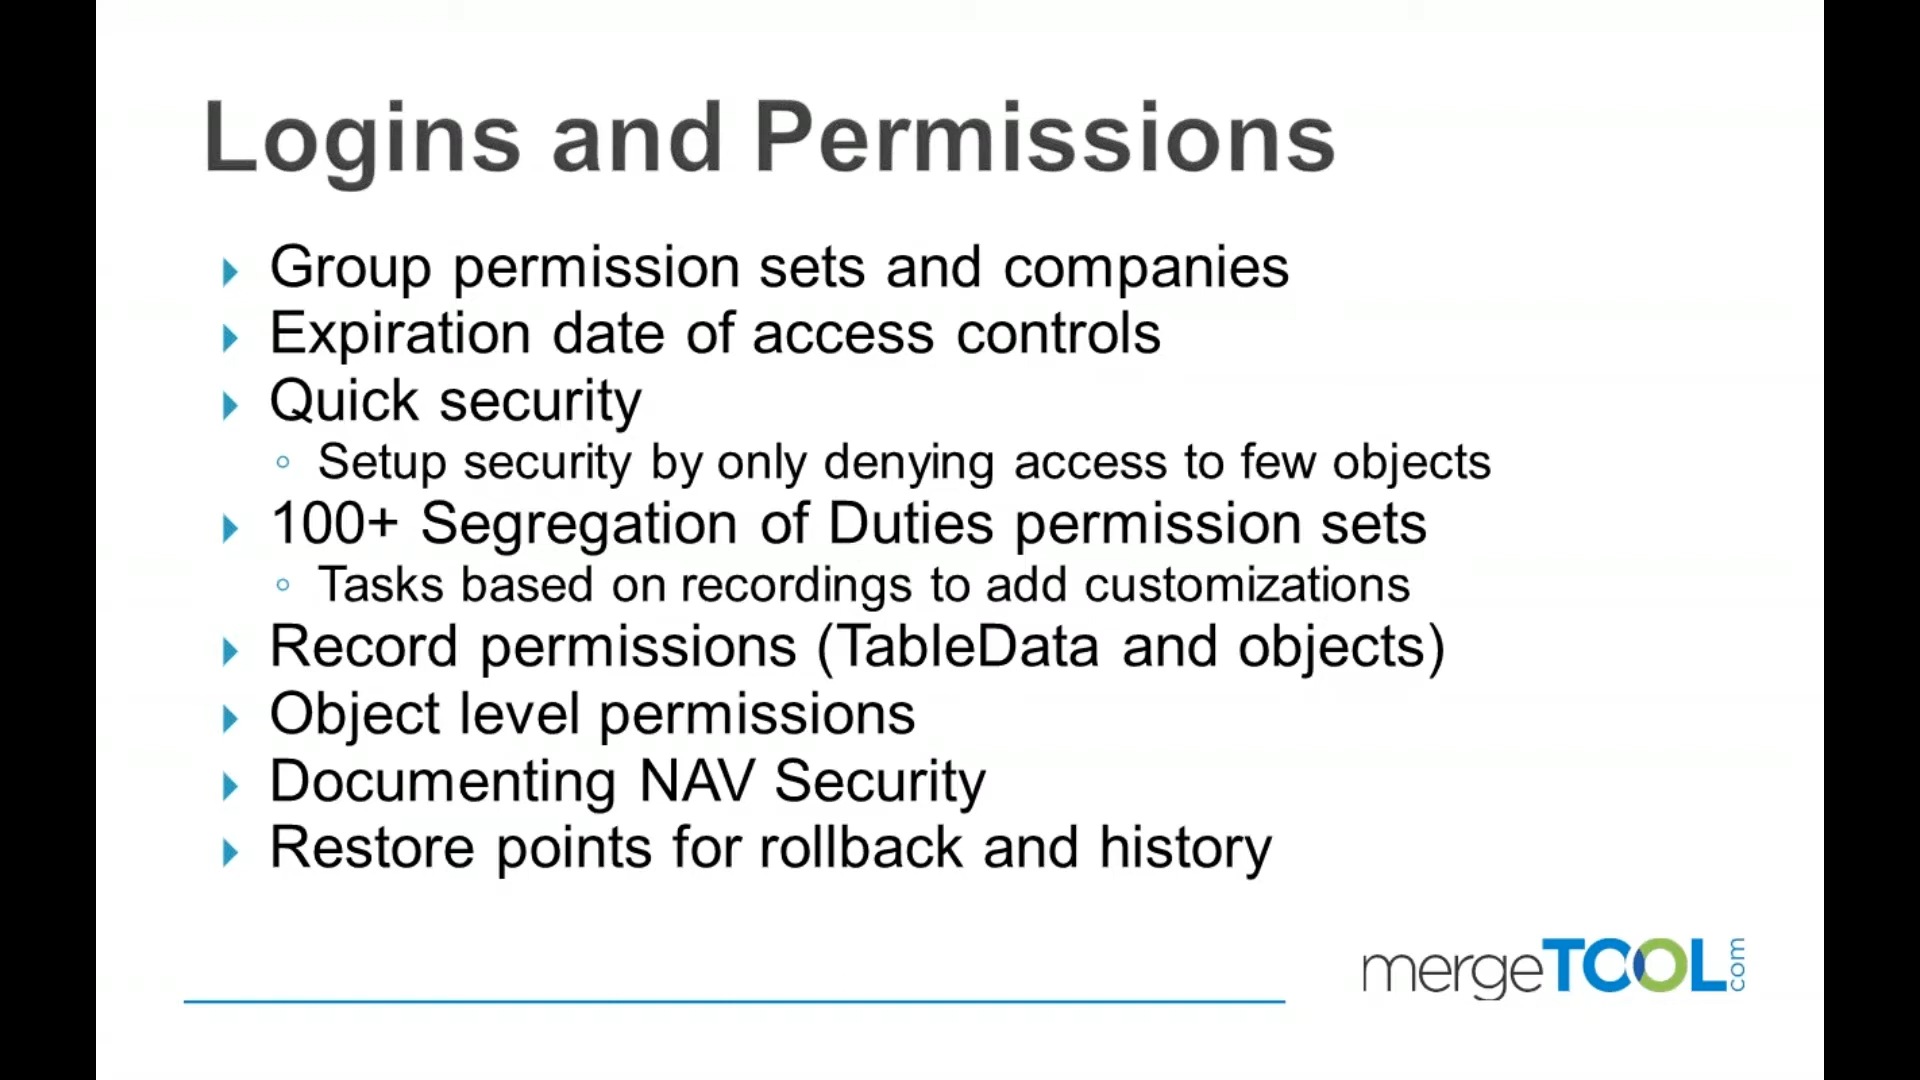 Logins and Permissions
Group permission sets and companies
Expiration date of access controls
Quick security
Setup security by only denying access to few objects
100+ Segregation of Duties permission sets
Tasks based on recordings to add customizations
Record permissions (TableData and objects)
Object level permissions
Documenting NAV Security
Restore points for rollback and history
mergeTOOL.com